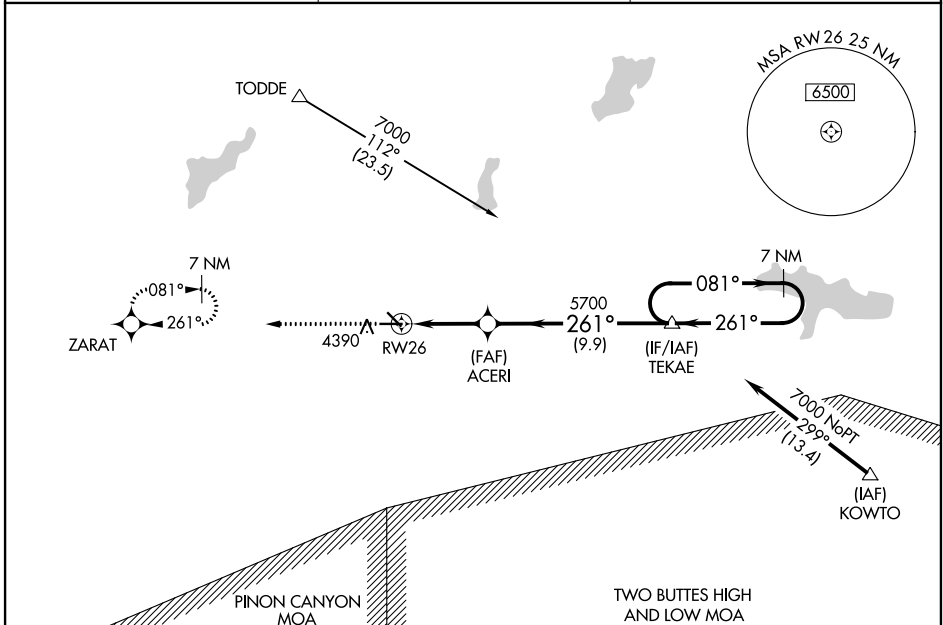 MSA RW26 25 NM
6500
TODDE
7000
112°
(23.5)
7 NM
081°
261°
ZARAT
4390
RW26
(FAF)
ACERI
5700
261°
(9.9)
7 NM
081°
261°
(IF/IAF)
TEKAE
7000 NoPT
299°
(13.4)
(IAF)
KOWTO
PINON CANYON
MOA
TWO BUTTES HIGH
AND LOW MOA